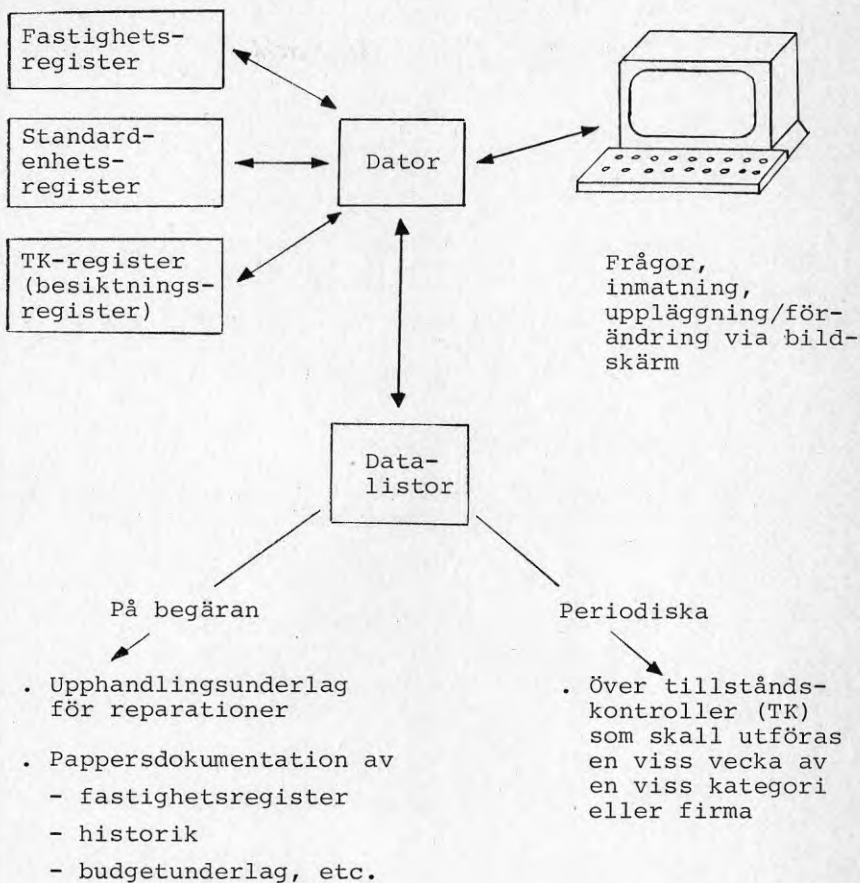 Fastighets-
register
Standard-
enhets-
register
TK-register
(besiktnings-
register)
Dator
Frågor,
inmatning,
uppläggning/för-
ändring via bild-
skärm
Data-
listor
På begäran
. Upphandlingsunderlag
för reparationer
. Pappersdokumentation av
- fastighetsregister
- historik
- budgetunderlag, etc.
Periodiska
. Över tillstånds-
kontroller (TK)
som skall utföras
en viss vecka av
en viss kategori
eller firma